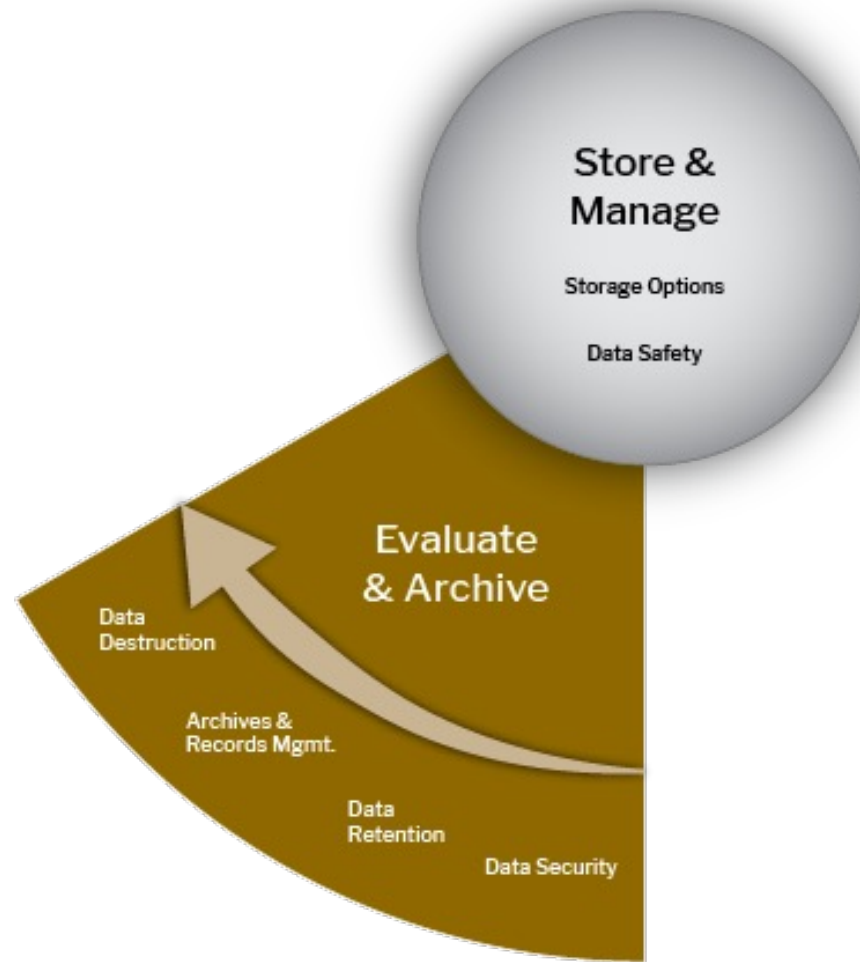 Store &
Manage
Storage Options
Data Safety
Evaluate
& Archive
Data
Destruction
Archives &
Records Mgmt.
Data
Retention
Data Security